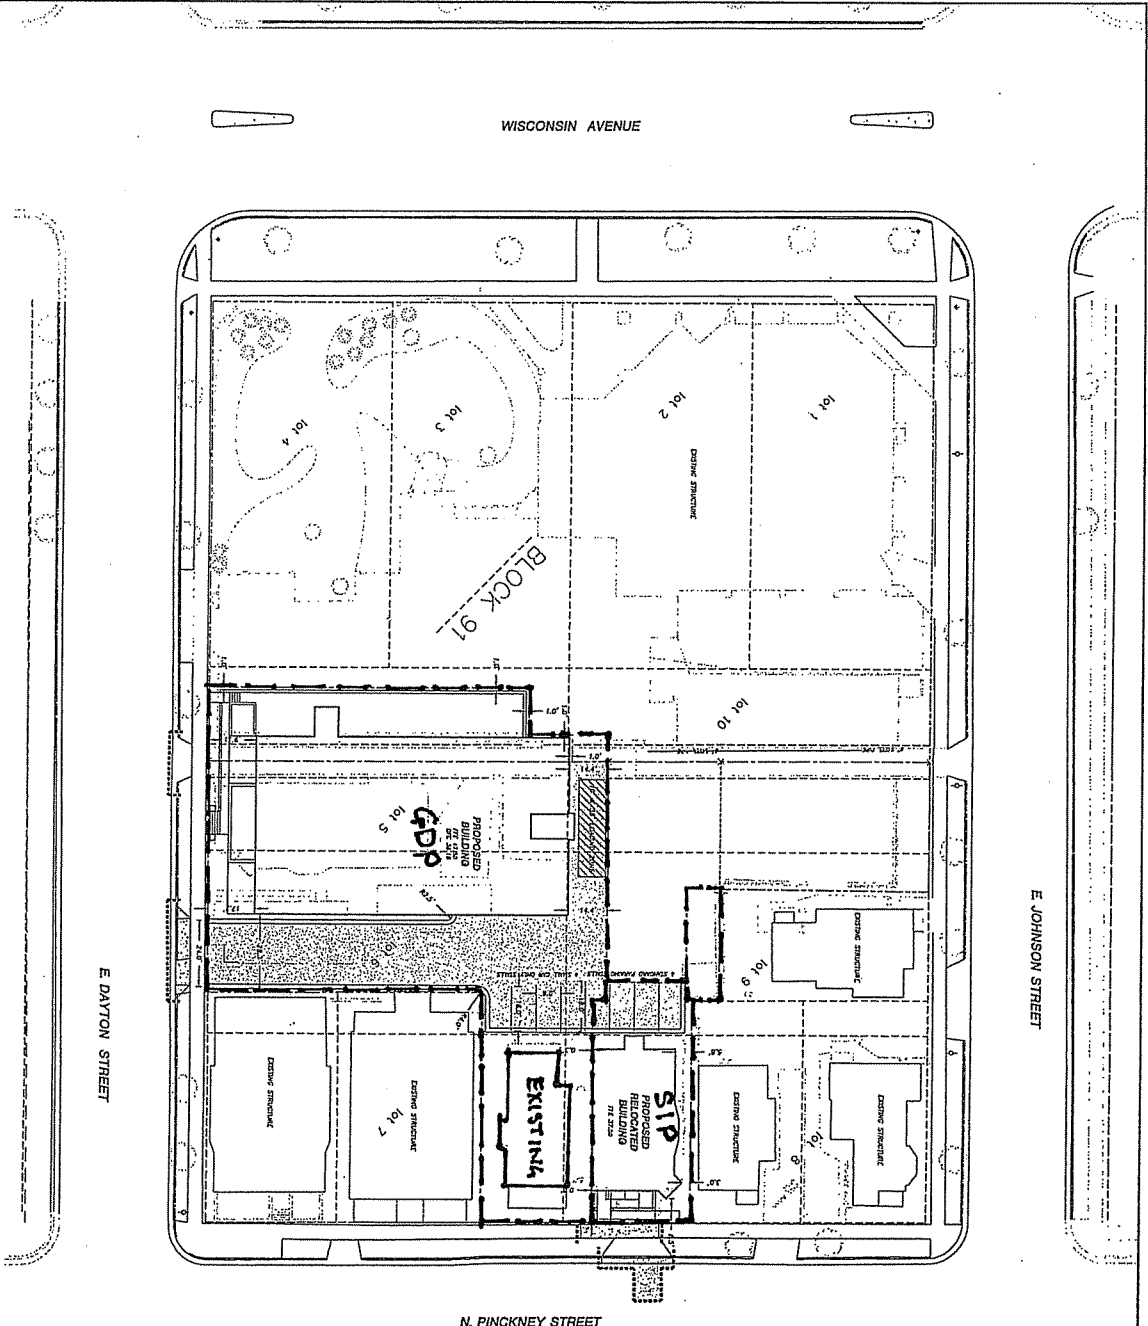 WISCONSIN AVENUE
lot 4
lot 3
lot 2
lot 1
EXISTING STRUCTURE
BLOCK 91
lot 10
lot 5
GDP
PROPOSED
BUILDING
lot 6
lot 9
EXISTING STRUCTURE
E. JOHNSON STREET
E. DAYTON STREET
EXISTING STRUCTURE
EXISTING STRUCTURE
lot 7
EXISTING
SIP
PROPOSED
RELOCATED
BUILDING
EXISTING STRUCTURE
lot 8
EXISTING STRUCTURE
N. PINCKNEY STREET